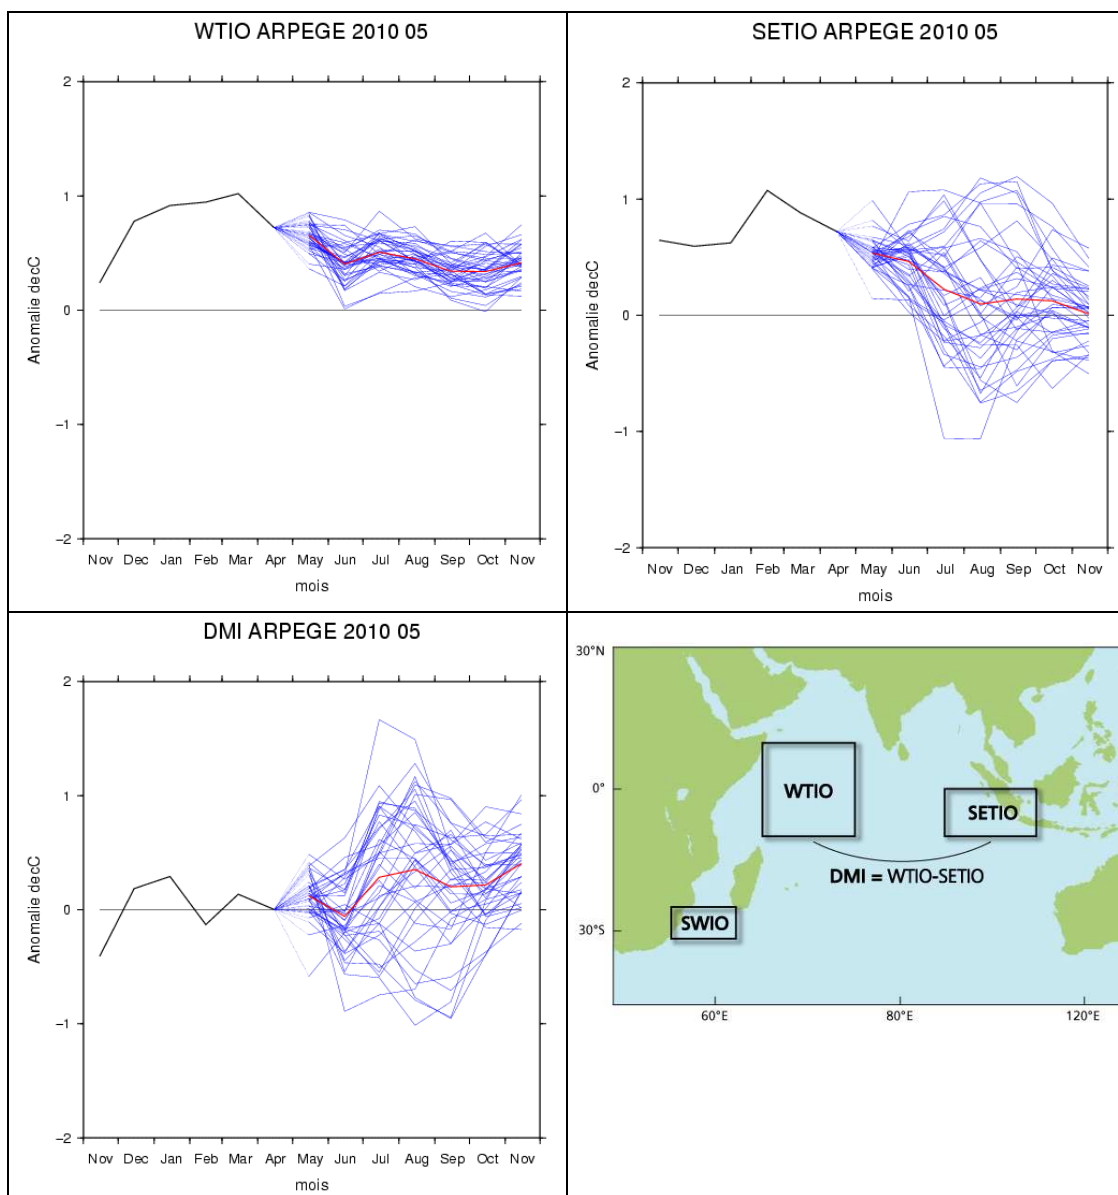 WTIO ARPEGE 2010 05
2
1
0
−1
−2
Anomalie decC
Nov Dec Jan Feb Mar Apr May Jun Jul Aug Sep Oct Nov
mois
SETIO ARPEGE 2010 05
2
1
0
−1
−2
Anomalie decC
Nov Dec Jan Feb Mar Apr May Jun Jul Aug Sep Oct Nov
mois
DMI ARPEGE 2010 05
2
1
0
−1
−2
Anomalie decC
Nov Dec Jan Feb Mar Apr May Jun Jul Aug Sep Oct Nov
mois
30°N
0°
30°S
WTIO
SETIO
DMI = WTIO-SETIO
SWIO
60°E 80°E 120°E